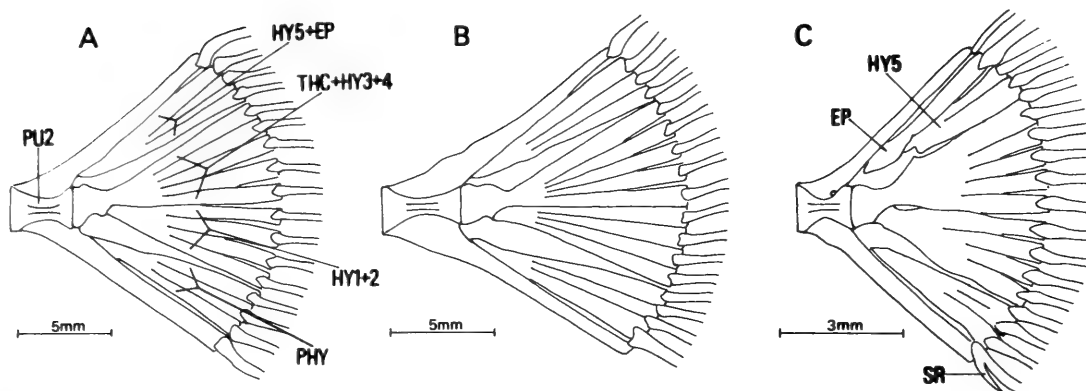 A
HY5+EP
THC+HY3+4
PU2
HY1+2
PHY
5mm
B
5mm
C
HY5
EP
3mm
SR